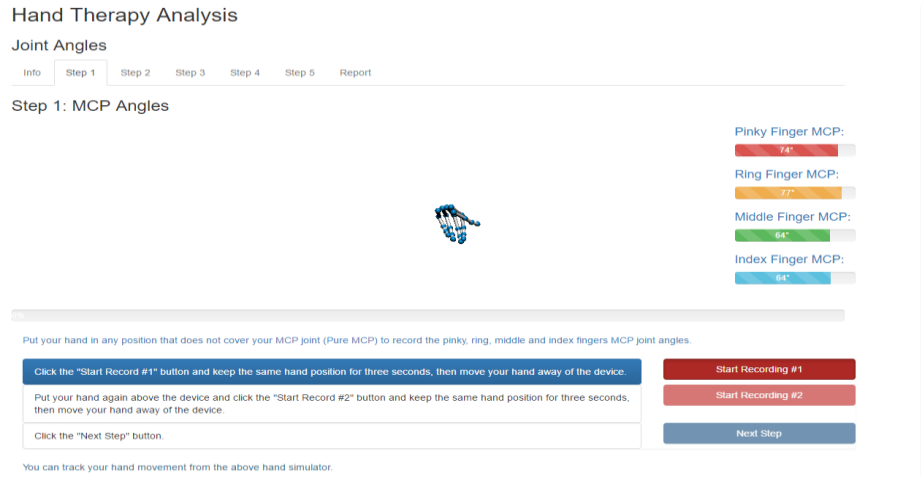 Hand Therapy Analysis
Joint Angles
Info Step 1 Step 2 Step 3 Step 4 Step 5 Report
Step 1: MCP Angles
Pinky Finger MCP:
74°
Ring Finger MCP:
77°
Middle Finger MCP:
64°
Index Finger MCP:
64°
Put your hand in any position that does not cover your MCP joint (Pure MCP) to record the pinky, ring, middle and index fingers MCP joint angles.
Click the "Start Record #1" button and keep the same hand position for three seconds, then move your hand away of the device.
Start Recording #1
Put your hand again above the device and click the "Start Record #2" button and keep the same hand position for three seconds,
then move your hand away of the device.
Start Recording #2
Click the "Next Step" button.
Next Step
You can track your hand movement from the above hand simulator.